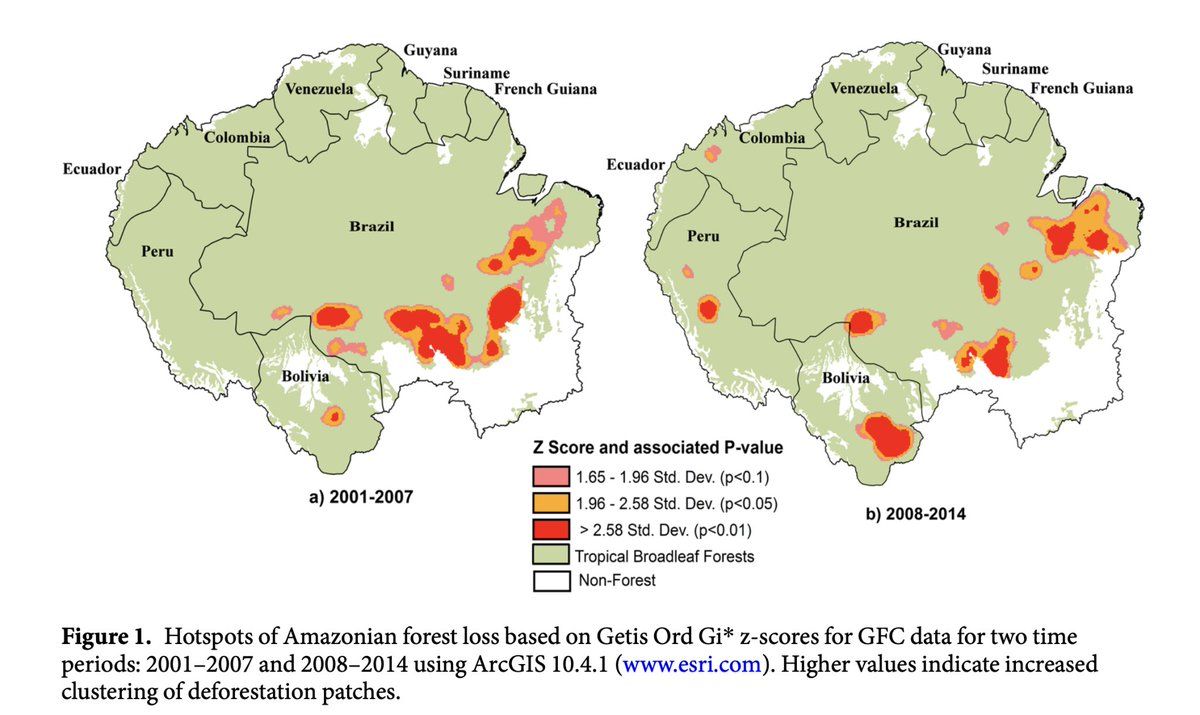 Guyana
Suriname
French Guiana
Venezuela
Colombia
Ecuador
Brazil
Peru
Bolivia
a) 2001-2007
Guyana
Suriname
French Guiana
Venezuela
Colombia
Ecuador
Brazil
Peru
Bolivia
b) 2008-2014
Z Score and associated P-value
1.65 - 1.96 Std. Dev. (p<0.1)
1.96 - 2.58 Std. Dev. (p<0.05)
> 2.58 Std. Dev. (p<0.01)
Tropical Broadleaf Forests
Non-Forest
Figure 1. Hotspots of Amazonian forest loss based on Getis Ord Gi* z-scores for GFC data for two time
periods: 2001–2007 and 2008–2014 using ArcGIS 10.4.1 (www.esri.com). Higher values indicate increased
clustering of deforestation patches.